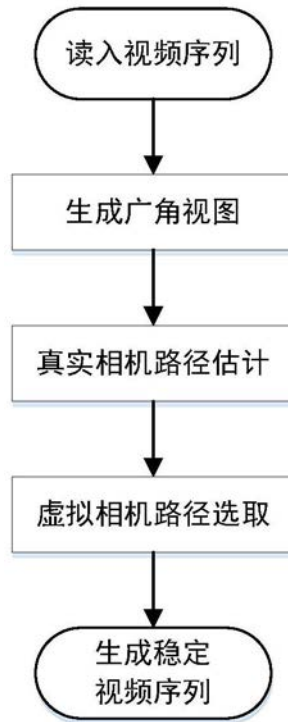 读入视频序列
生成广角视图
真实相机路径估计
虚拟相机路径选取
生成稳定
视频序列